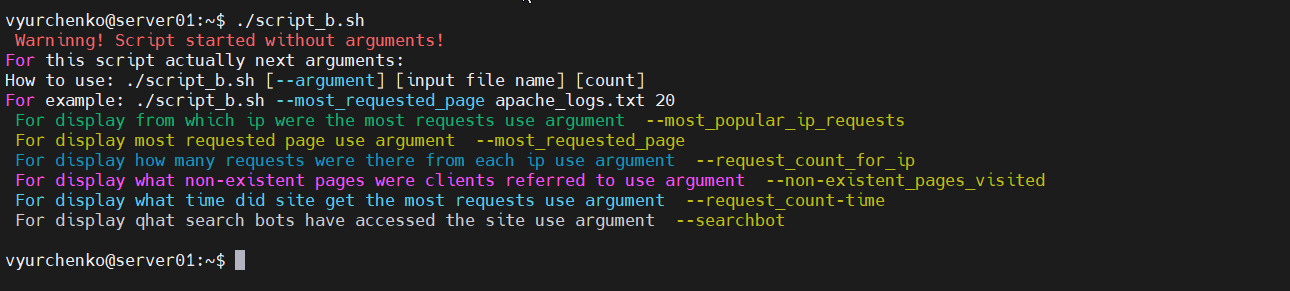 vyurchenko@server01:~$ ./script_b.sh
Warninng! Script started without arguments!
For this script actually next arguments:
How to use: ./script_b.sh [--argument] [input file name] [count]
For example: ./script_b.sh --most_requested_page apache_logs.txt 20
For display from which ip were the most requests use argument  --most_popular_ip_requests
For display most requested page use argument  --most_requested_page
For display how many requests were there from each ip use argument  --request_count_for_ip
For display what non-existent pages were clients referred to use argument  --non-existent_pages_visited
For display what time did site get the most requests use argument  --request_count-time
For display qhat search bots have accessed the site use argument  --searchbot
vyurchenko@server01:~$